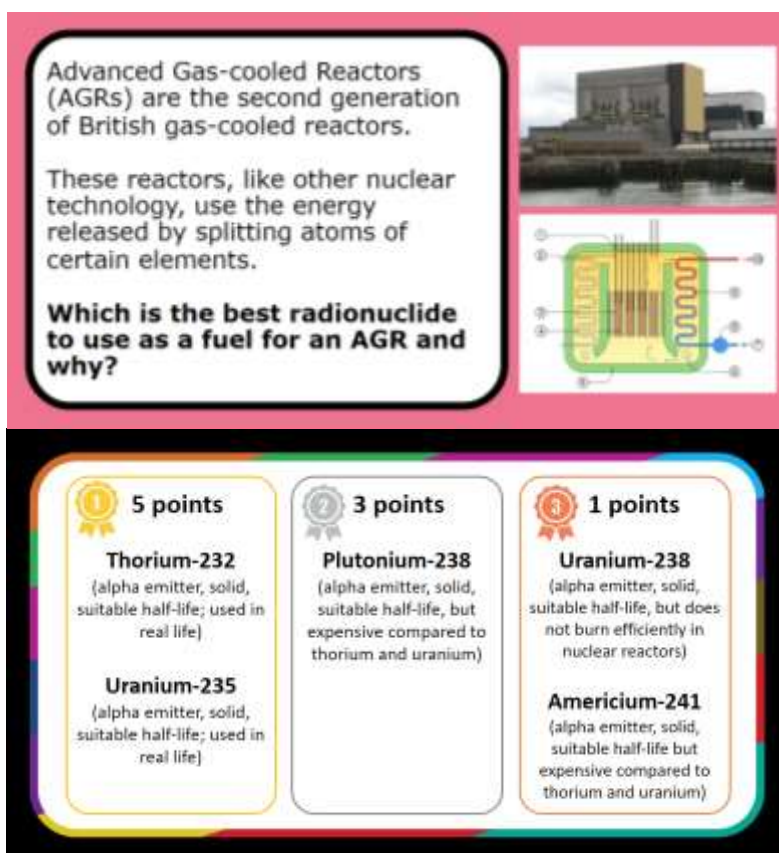 Advanced Gas-cooled Reactors
(AGRs) are the second generation
of British gas-cooled reactors.
These reactors, like other nuclear
technology, use the energy
released by splitting atoms of
certain elements.
Which is the best radionuclide
to use as a fuel for an AGR and
why?
1
5 points
Thorium-232
(alpha emitter, solid,
suitable half-life; used in
real life)
Uranium-235
(alpha emitter, solid,
suitable half-life; used in
real life)
2
3 points
Plutonium-238
(alpha emitter, solid,
suitable half-life, but
expensive compared to
thorium and uranium)
3
1 points
Uranium-238
(alpha emitter, solid,
suitable half-life, but does
not burn efficiently in
nuclear reactors)
Americium-241
(alpha emitter, solid,
suitable half-life but
expensive compared to
thorium and uranium)